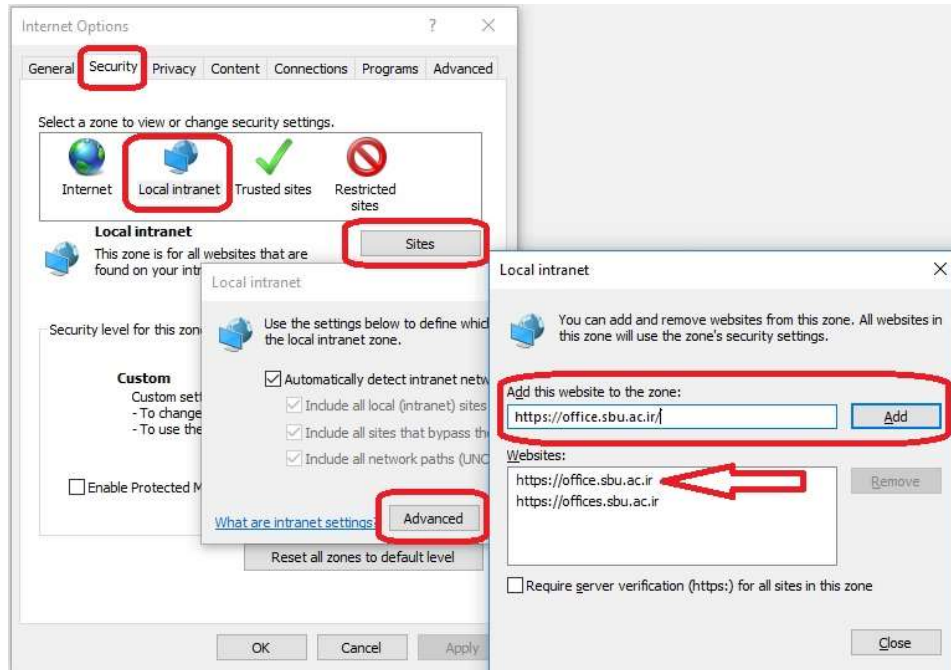 Internet Options
? ×
General Security Privacy Content Connections Programs Advanced
Select a zone to view or change security settings.
Internet Local intranet Trusted sites Restricted
sites
Local intranet
This zone is for all websites that are
found on your intr
Sites
Security level for this zon
Custom
Custom sett
- To change
- To use the
Enable Protected M
Reset all zones to default level
OK Cancel Apply
Local intranet
Use the settings below to define which
the local intranet zone.
Automatically detect intranet netw
Include all local (intranet) sites
Include all sites that bypass the
Include all network paths (UNC
What are intranet settings? Advanced
Local intranet ×
You can add and remove websites from this zone. All websites in
this zone will use the zone's security settings.
Add this website to the zone:
https://office.sbu.ac.ir/ Add
Websites:
https://office.sbu.ac.ir Remove
https://offices.sbu.ac.ir
Require server verification (https:) for all sites in this zone
Close